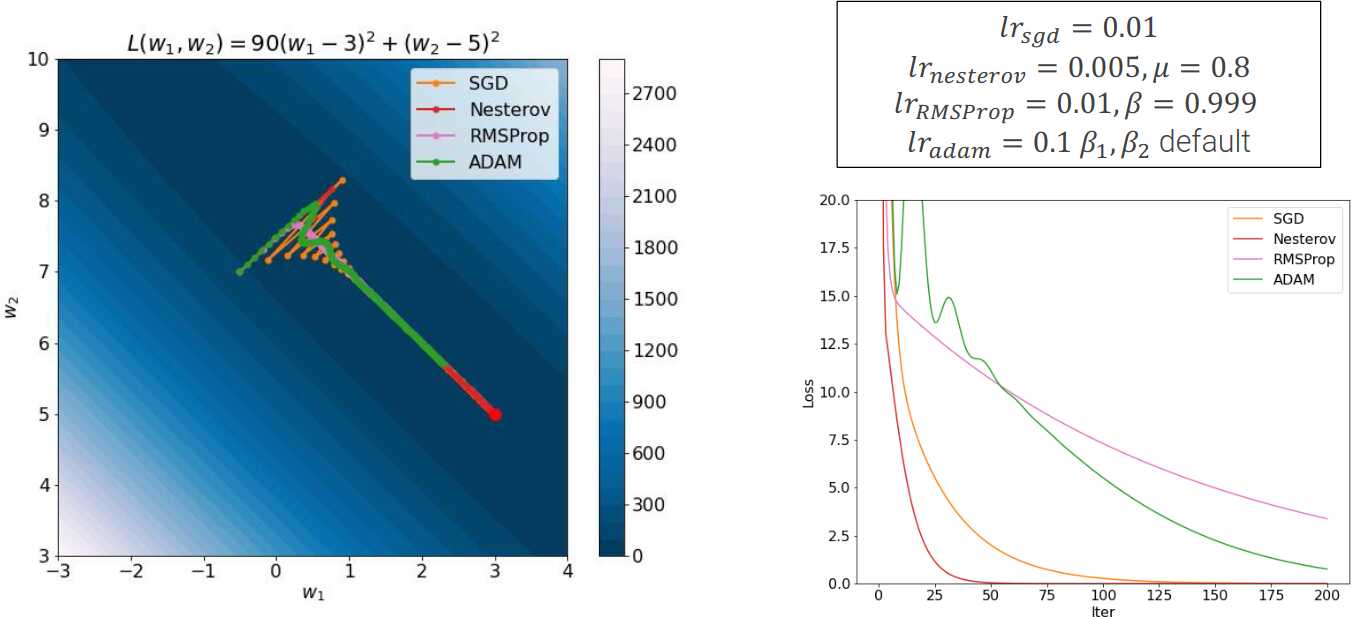 L(w₁, w₂) = 90(w₁ − 3)² + (w₂ − 5)²
10
9
8
7
6
5
4
3
w₂
−3
−2
−1
0
1
2
3
4
w₁
SGD
Nesterov
RMSProp
ADAM
2700
2400
2100
1800
1500
1200
900
600
300
0
lr_sgd = 0.01
lr_nesterov = 0.005, μ = 0.8
lr_RMSProp = 0.01, β = 0.999
lr_adam = 0.1 β₁, β₂ default
20.0
17.5
15.0
12.5
10.0
7.5
5.0
2.5
0.0
Loss
0
25
50
75
100
125
150
175
200
Iter
SGD
Nesterov
RMSProp
ADAM